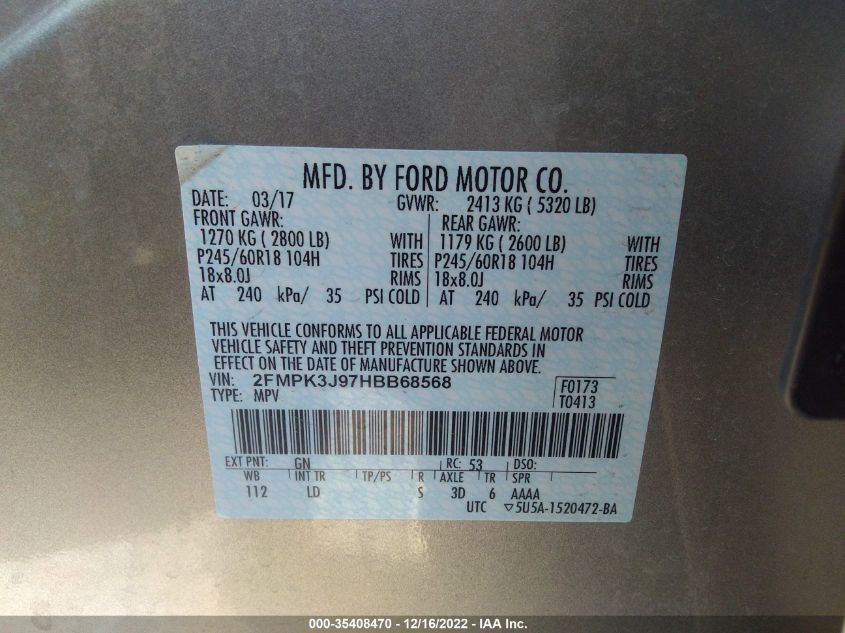 MFD. BY FORD MOTOR CO.
DATE: 03/17 GVWR: 2413 KG ( 5320 LB)
FRONT GAWR: REAR GAWR:
1270 KG ( 2800 LB) WITH 1179 KG ( 2600 LB) WITH
P245/60R18 104H TIRES P245/60R18 104H TIRES
18x8.0J RIMS 18x8.0J RIMS
AT 240 kPa/ 35 PSI COLD AT 240 kPa/ 35 PSI COLD
THIS VEHICLE CONFORMS TO ALL APPLICABLE FEDERAL MOTOR
VEHICLE SAFETY AND THEFT PREVENTION STANDARDS IN
EFFECT ON THE DATE OF MANUFACTURE SHOWN ABOVE.
VIN: 2FMPK3J97HBB68568 F0173
TYPE: MPV T0413
EXT PNT: GN RC: 53 DSO:
WB INT TR TP/PS R AXLE TR SPR
112 LD S 3D 6 AAAA
UTC ▽5U5A-1520472-BA
000-35408470 - 12/16/2022 - IAA Inc.